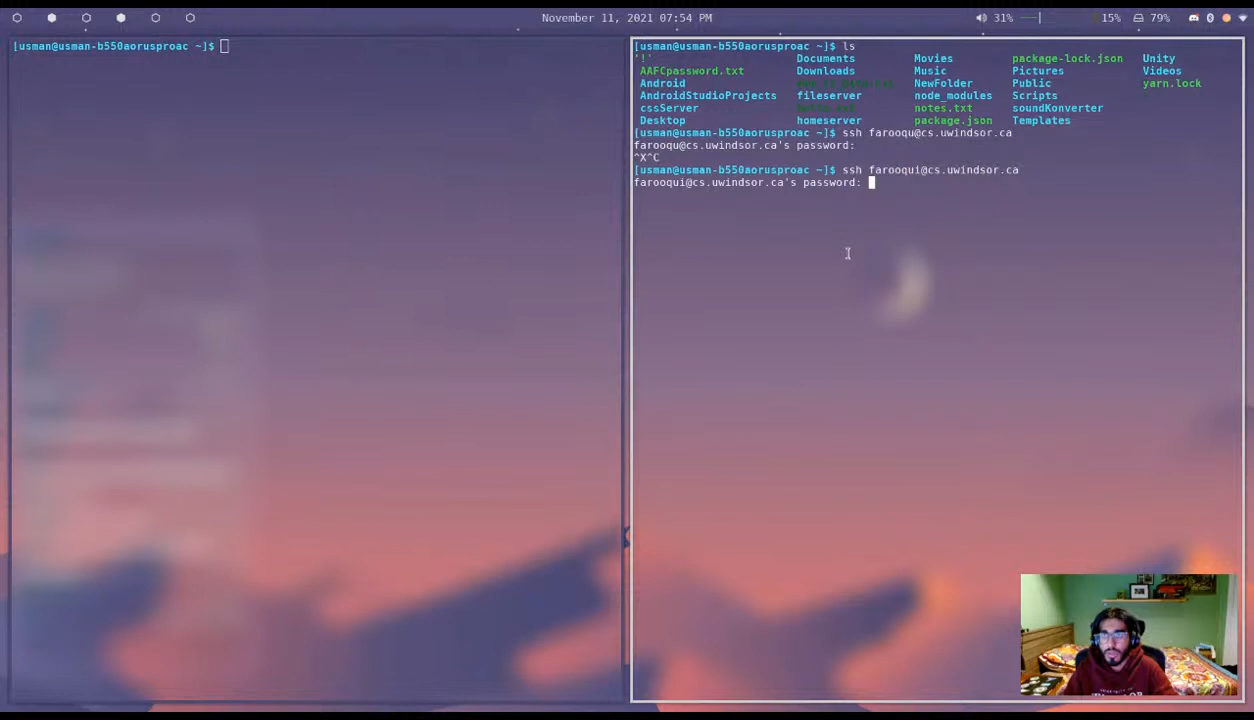 November 11, 2021 07:54 PM
31%
15%
79%
[usman@usman-b550aorusproac ~]$
[usman@usman-b550aorusproac ~]$ ls
'!' Documents Movies package-lock.json Unity
AAFCpassword.txt Downloads Music Pictures Videos
Android NewFolder Public yarn.lock
AndroidStudioProjects fileserver node_modules Scripts
cssServer notes.txt soundKonverter
Desktop homeserver package.json Templates
[usman@usman-b550aorusproac ~]$ ssh farooqu@cs.uwindsor.ca
farooqu@cs.uwindsor.ca's password:
^X^C
[usman@usman-b550aorusproac ~]$ ssh farooqui@cs.uwindsor.ca
farooqui@cs.uwindsor.ca's password: